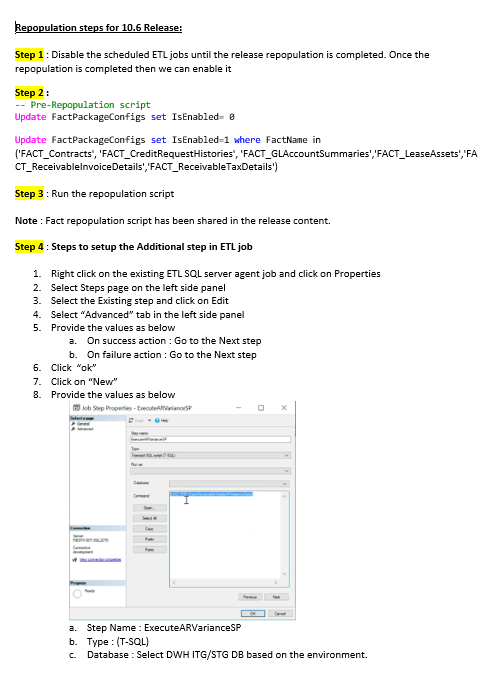 Repopulation steps for 10.6 Release:
Step 1 : Disable the scheduled ETL jobs until the release repopulation is completed. Once the
repopulation is completed then we can enable it
Step 2 :
-- Pre-Repopulation script
Update FactPackageConfigs set IsEnabled= 0
Update FactPackageConfigs set IsEnabled=1 where FactName in
('FACT_Contracts', 'FACT_CreditRequestHistories', 'FACT_GLAccountSummaries','FACT_LeaseAssets','FA
CT_ReceivableInvoiceDetails','FACT_ReceivableTaxDetails')
Step 3 : Run the repopulation script
Note : Fact repopulation script has been shared in the release content.
Step 4 : Steps to setup the Additional step in ETL job
1. Right click on the existing ETL SQL server agent job and click on Properties
2. Select Steps page on the left side panel
3. Select the Existing step and click on Edit
4. Select “Advanced” tab in the left side panel
5. Provide the values as below
a. On success action : Go to the Next step
b. On failure action : Go to the Next step
6. Click “ok”
7. Click on “New”
8. Provide the values as below
Job Step Properties - ExecuteARVarianceSP
Select a page
General
Advanced
Help
Step name:
ExecuteARVarianceSP
Type:
Transact-SQL script (T-SQL)
Run as:
Database:
Command:
Open...
Select All
Copy
Paste
Parse
Connection
Server:
Connection:
View connection properties
Progress
Ready
Previous
Next
OK
Cancel
a. Step Name : ExecuteARVarianceSP
b. Type : (T-SQL)
c. Database : Select DWH ITG/STG DB based on the environment.